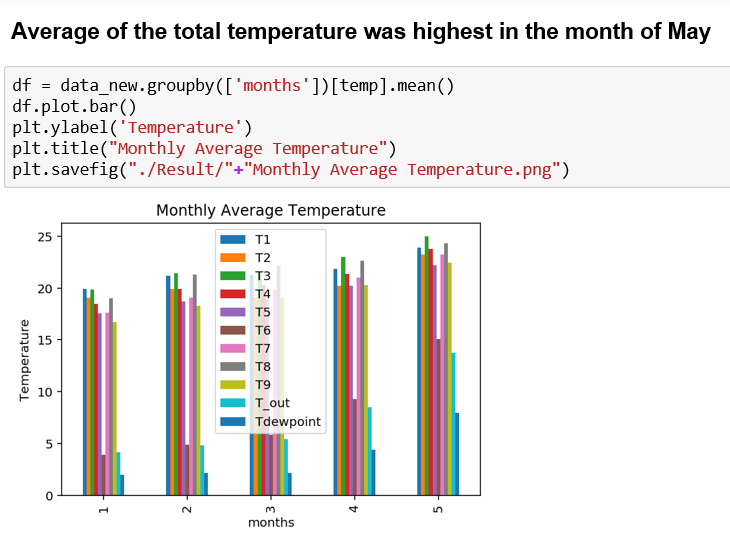 Average of the total temperature was highest in the month of May
df = data_new.groupby(['months'])[temp].mean()
df.plot.bar()
plt.ylabel('Temperature')
plt.title("Monthly Average Temperature")
plt.savefig("./Result/"+"Monthly Average Temperature.png")
Monthly Average Temperature
25
20
15
10
5
0
Temperature
T1
T2
T3
T4
T5
T6
T7
T8
T9
T_out
Tdewpoint
1 2 3 4 5
months